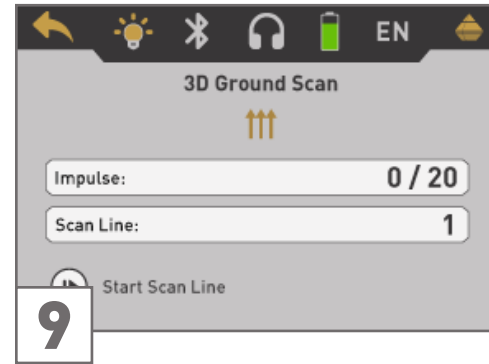 EN
3D Ground Scan
Impulse: 0 / 20
Scan Line: 1
Start Scan Line
9